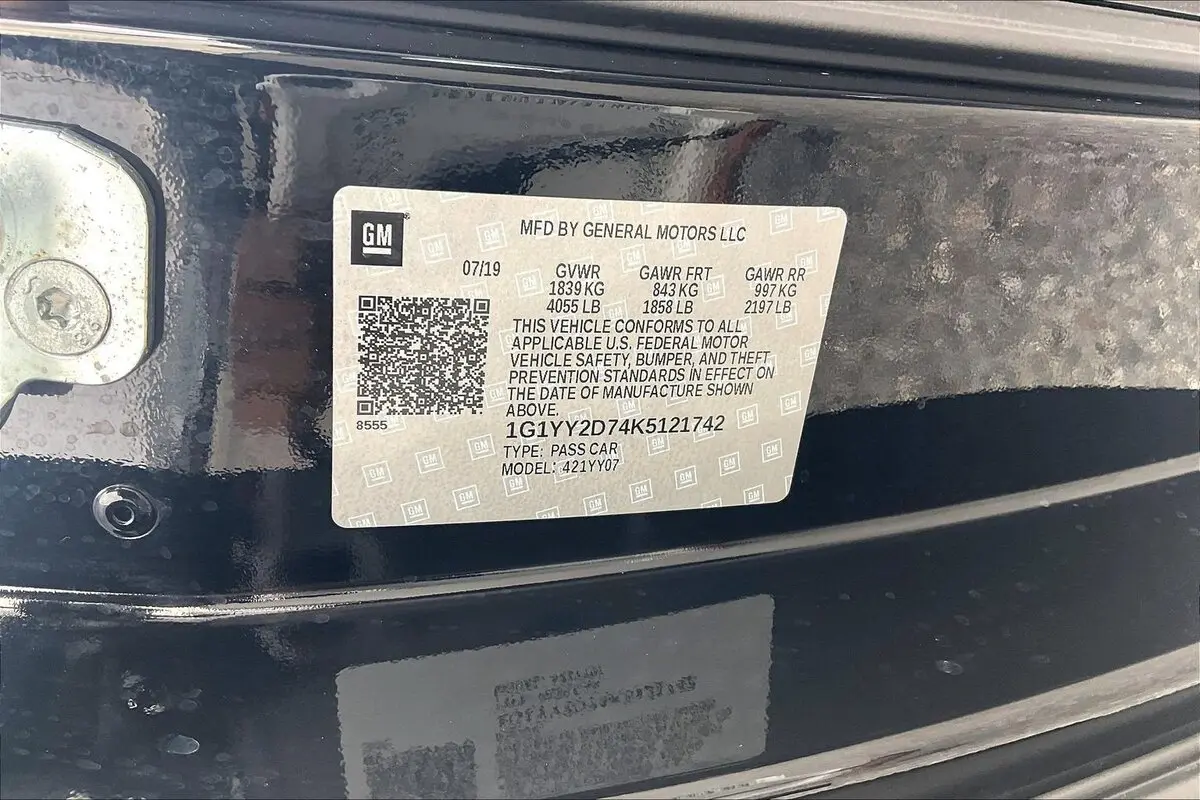 GM
MFD BY GENERAL MOTORS LLC
07/19 GVWR GAWR FRT GAWR RR
1839 KG 843 KG 997 KG
4055 LB 1858 LB 2197 LB
THIS VEHICLE CONFORMS TO ALL
APPLICABLE U.S. FEDERAL MOTOR
VEHICLE SAFETY, BUMPER, AND THEFT
PREVENTION STANDARDS IN EFFECT ON
THE DATE OF MANUFACTURE SHOWN
ABOVE.
8555
1G1YY2D74K5121742
TYPE: PASS CAR
MODEL: 421YY07